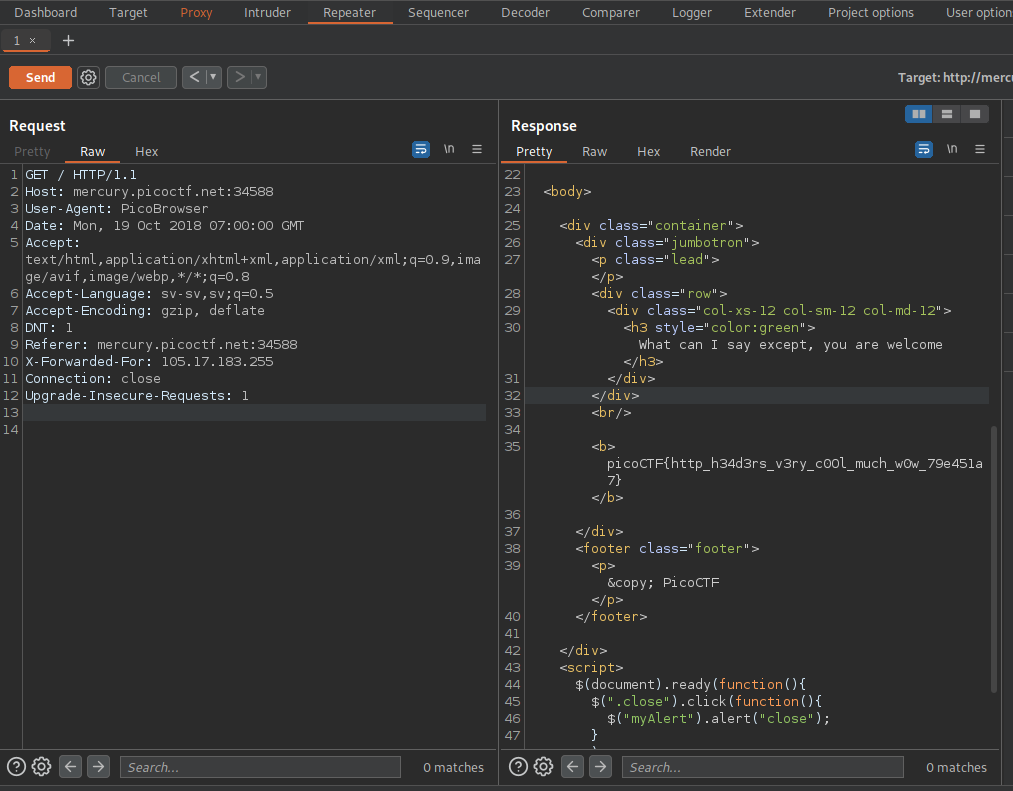 Dashboard Target Proxy Intruder Repeater Sequencer Decoder Comparer Logger Extender Project options User option
1 × +
Send Cancel < > Target: http://merc
Request
Pretty Raw Hex \n
1 GET / HTTP/1.1
2 Host: mercury.picoctf.net:34588
3 User-Agent: PicoBrowser
4 Date: Mon, 19 Oct 2018 07:00:00 GMT
5 Accept:
text/html,application/xhtml+xml,application/xml;q=0.9,ima
ge/avif,image/webp,*/*;q=0.8
6 Accept-Language: sv-sv,sv;q=0.5
7 Accept-Encoding: gzip, deflate
8 DNT: 1
9 Referer: mercury.picoctf.net:34588
10 X-Forwarded-For: 105.17.183.255
11 Connection: close
12 Upgrade-Insecure-Requests: 1
13
14
Search... 0 matches
Response
Pretty Raw Hex Render \n
22
23 <body>
24
25 <div class="container">
26 <div class="jumbotron">
27 <p class="lead">
</p>
28 <div class="row">
29 <div class="col-xs-12 col-sm-12 col-md-12">
30 <h3 style="color:green">
What can I say except, you are welcome
</h3>
31 </div>
32 </div>
33 <br/>
34
35 <b>
picoCTF{http_h34d3rs_v3ry_c00l_much_w0w_79e451a
7}
</b>
36
37 </div>
38 <footer class="footer">
39 <p>
&copy; PicoCTF
</p>
40 </footer>
41
42 </div>
43 <script>
44 $(document).ready(function(){
45 $(".close").click(function(){
46 $("myAlert").alert("close");
47 }
Search... 0 matches